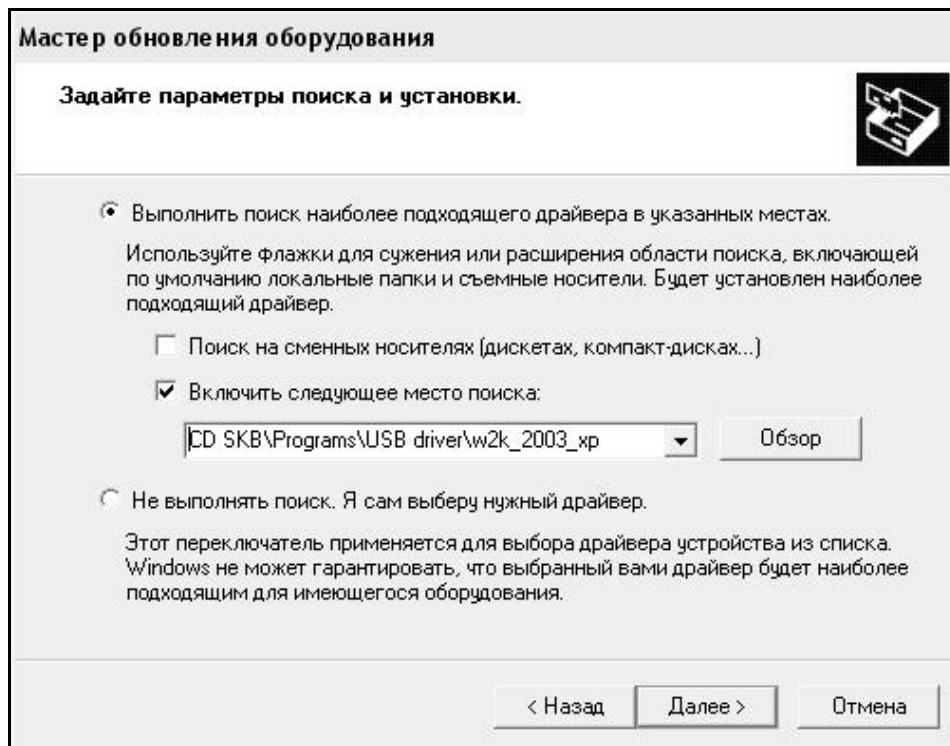 Мастер обновления оборудования
Задайте параметры поиска и установки.
Выполнить поиск наиболее подходящего драйвера в указанных местах.
Используйте флажки для сужения или расширения области поиска, включающей
по умолчанию локальные папки и съемные носители. Будет установлен наиболее
подходящий драйвер.
Поиск на сменных носителях (дискетах, компакт-дисках...)
Включить следующее место поиска:
CD SKB\Programs\USB driver\w2k_2003_xp
Обзор
Не выполнять поиск. Я сам выберу нужный драйвер.
Этот переключатель применяется для выбора драйвера устройства из списка.
Windows не может гарантировать, что выбранный вами драйвер будет наиболее
подходящим для имеющегося оборудования.
< Назад Далее > Отмена